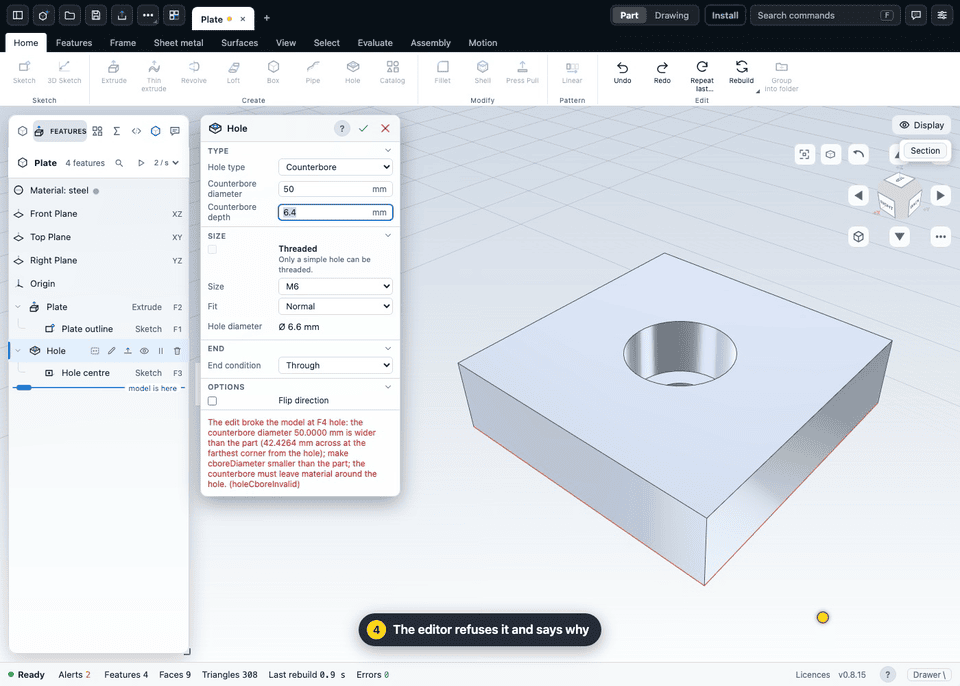 Plate
Part
Drawing
Install
Search commands
F
Home
Features
Frame
Sheet metal
Surfaces
View
Select
Evaluate
Assembly
Motion
Sketch
3D Sketch
Extrude
Thin extrude
Revolve
Loft
Box
Pipe
Hole
Catalog
Fillet
Shell
Press Pull
Linear
Undo
Redo
Repeat last...
Rebuild
Group into folder
Sketch
Create
Modify
Pattern
Edit
FEATURES
Plate 4 features 2 / s
Material: steel
Front Plane XZ
Top Plane XY
Right Plane YZ
Origin
Plate Extrude F2
Plate outline Sketch F1
Hole
Hole centre Sketch F3
model is here
Hole
?
TYPE
Hole type Counterbore
Counterbore diameter 50 mm
Counterbore depth 6.4 mm
SIZE
Threaded
Only a simple hole can be
threaded.
Size M6
Fit Normal
Hole diameter Ø 6.6 mm
END
End condition Through
OPTIONS
Flip direction
The edit broke the model at F4 hole: the
counterbore diameter 50.0000 mm is wider
than the part (42.4264 mm across at the
farthest corner from the hole); make
cboreDiameter smaller than the part; the
counterbore must leave material around the
hole. (holeCboreInvalid)
Display
Section
4 The editor refuses it and says why
Ready
Alerts 2
Features 4
Faces 9
Triangles 308
Last rebuild 0.9 s
Errors 0
Licences
v0.8.15
?
Drawer \